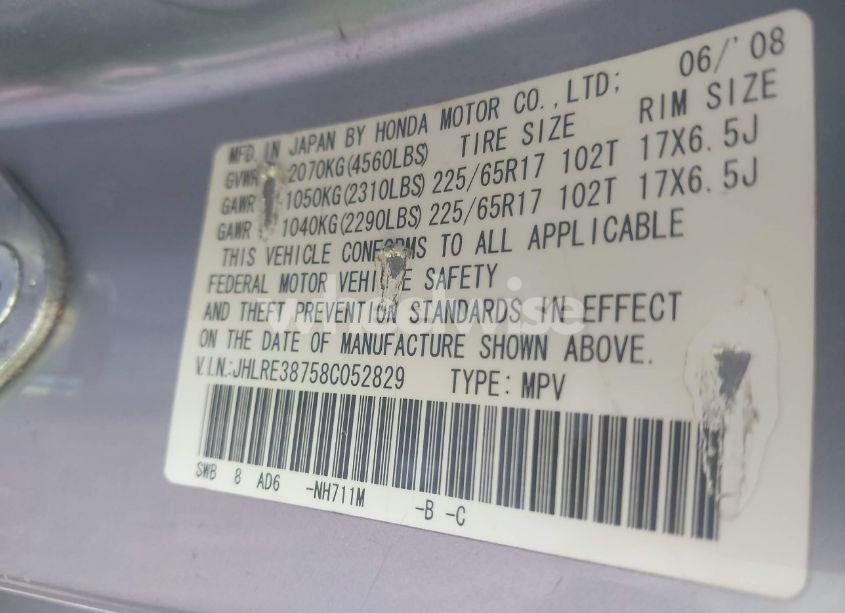 MFD. IN JAPAN BY HONDA MOTOR CO.,LTD; 06/'08
GVWR 2070KG(4560LBS) TIRE SIZE RIM SIZE
GAWR 1050KG(2310LBS) 225/65R17 102T 17X6.5J
GAWR 1040KG(2290LBS) 225/65R17 102T 17X6.5J
THIS VEHICLE CONFORMS TO ALL APPLICABLE
FEDERAL MOTOR VEHICLE SAFETY
AND THEFT PREVENTION STANDARDS IN EFFECT
ON THE DATE OF MANUFACTURE SHOWN ABOVE.
V.I.N.:JHLRE38758C052829 TYPE:MPV
SWB 8 AD6 -NH711M -B -C
wheelwise